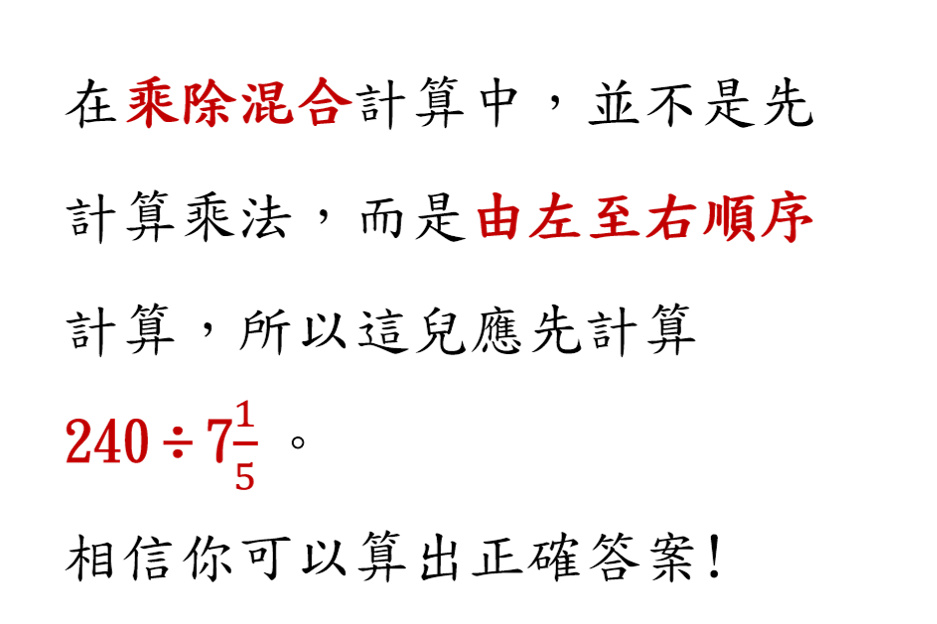 在乘除混合計算中，並不是先
計算乘法，而是由左至右順序
計算，所以這兒應先計算
240÷7 1/5 。
相信你可以算出正確答案!